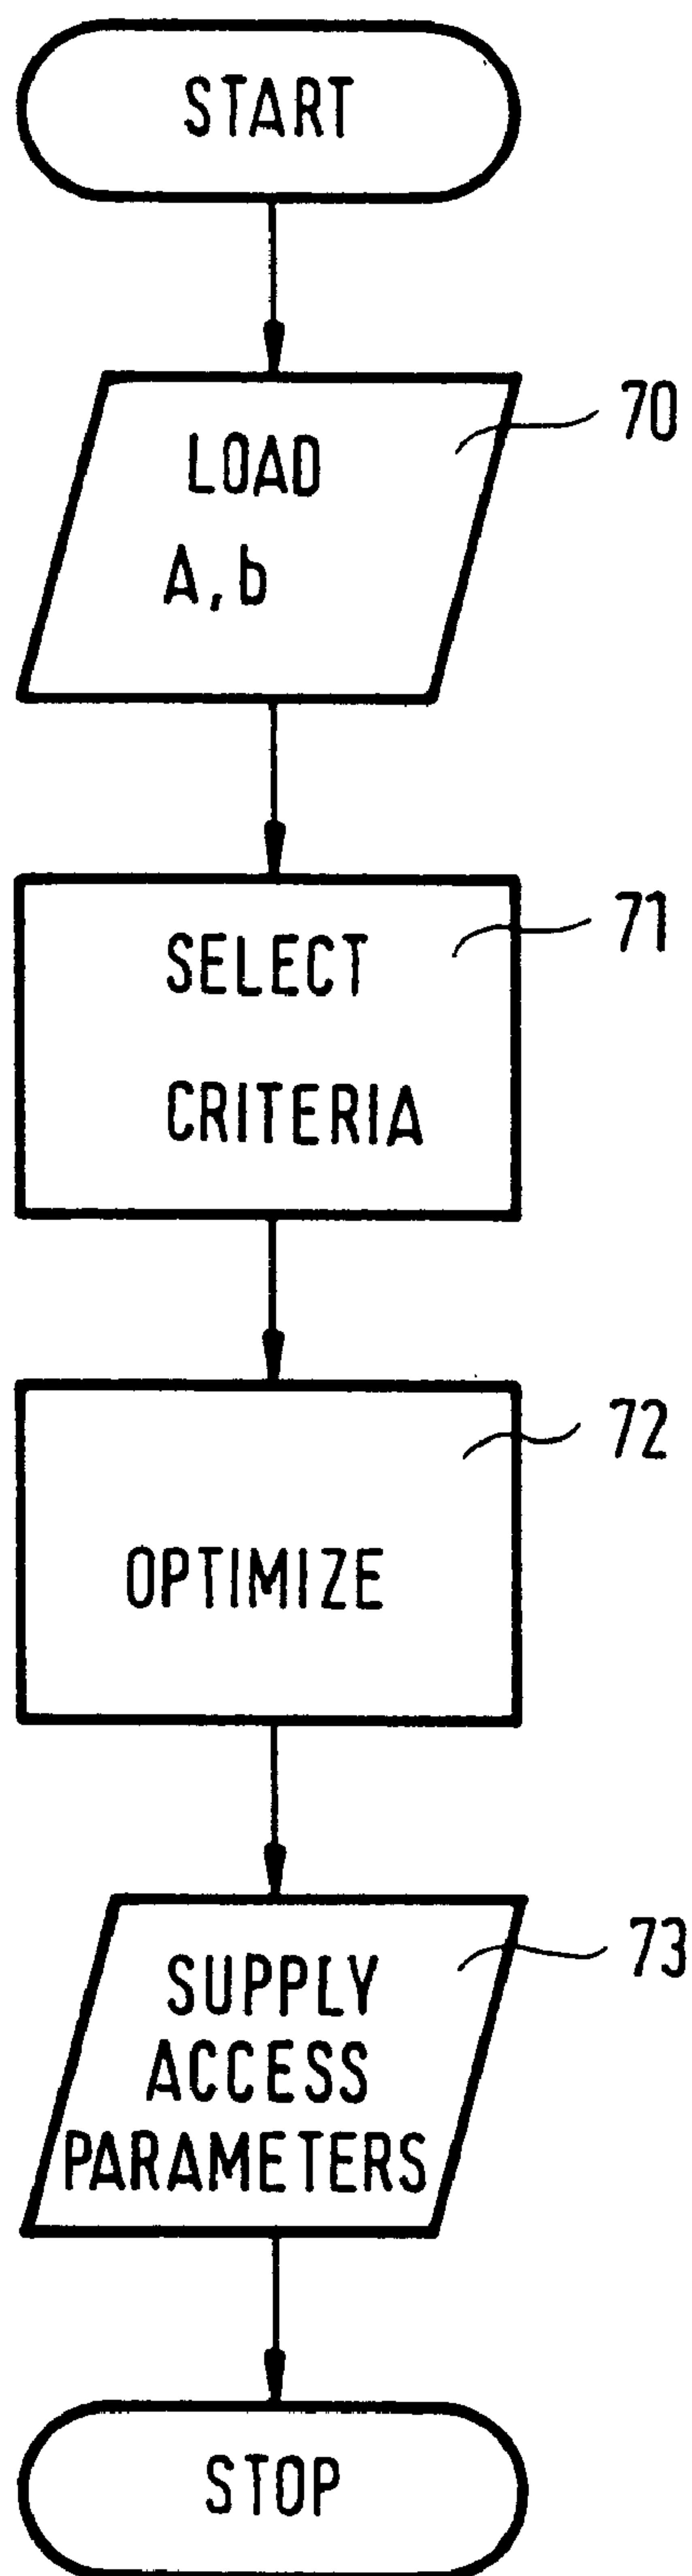 START
70
LOAD
A, b
71
SELECT
CRITERIA
72
OPTIMIZE
73
SUPPLY
ACCESS
PARAMETERS
STOP